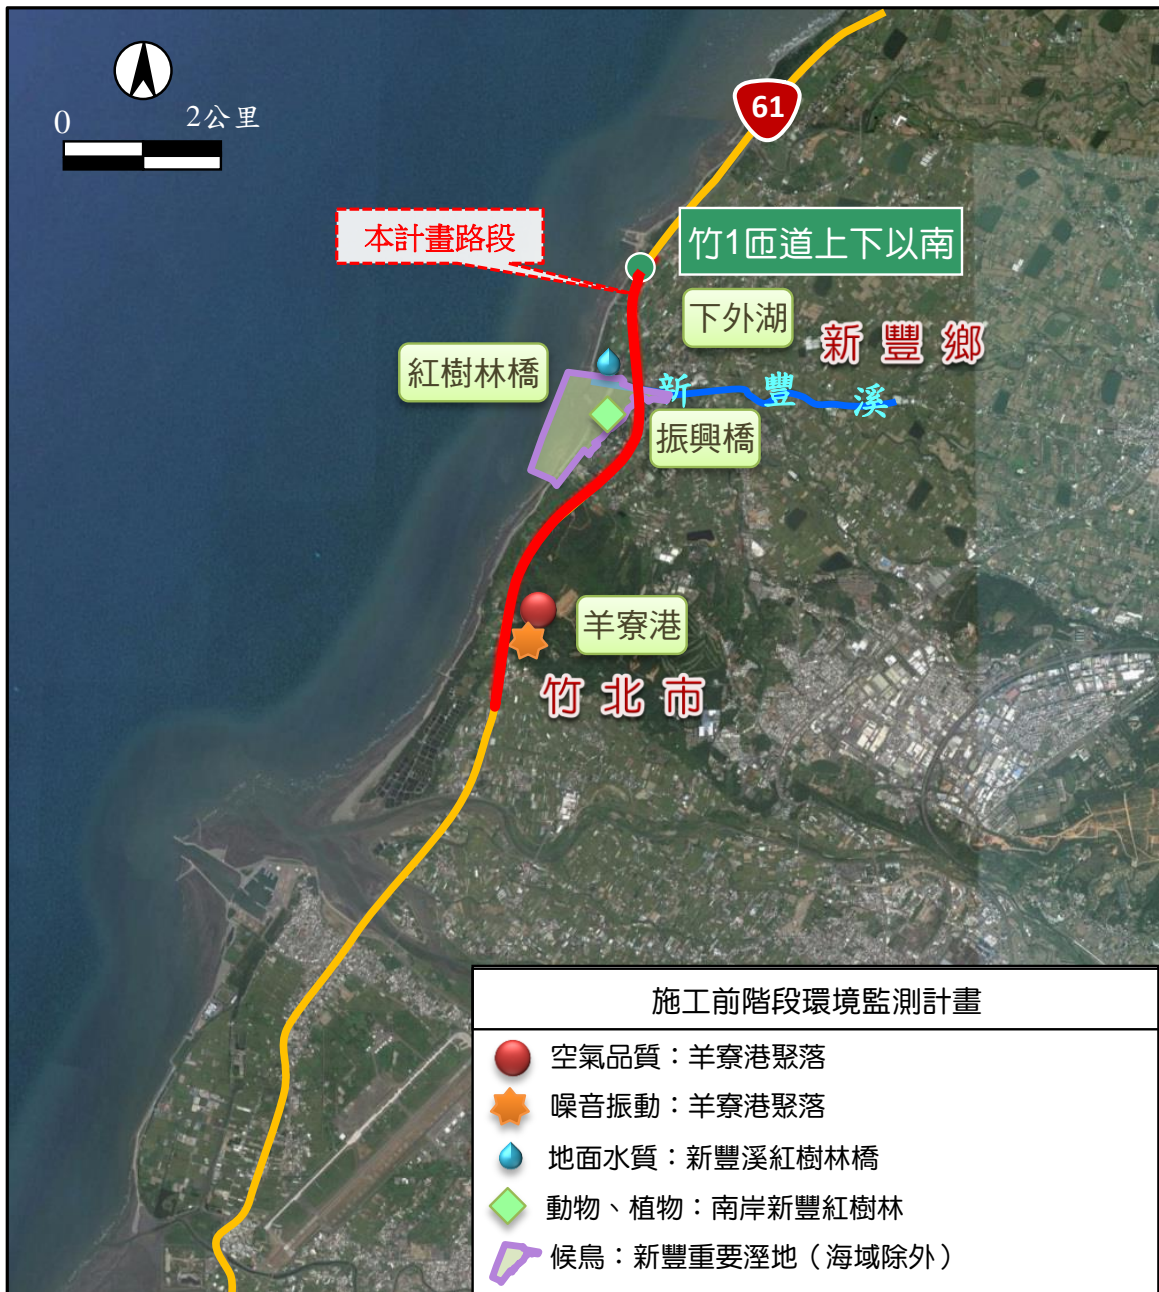 0
2公里
61
本計畫路段
竹1匝道上下以南
下外湖
新豐鄉
紅樹林橋
新豐溪
振興橋
羊寮港
竹北市
施工前階段環境監測計畫
空氣品質：羊寮港聚落
噪音振動：羊寮港聚落
地面水質：新豐溪紅樹林橋
動物、植物：南岸新豐紅樹林
候鳥：新豐重要溼地（海域除外）